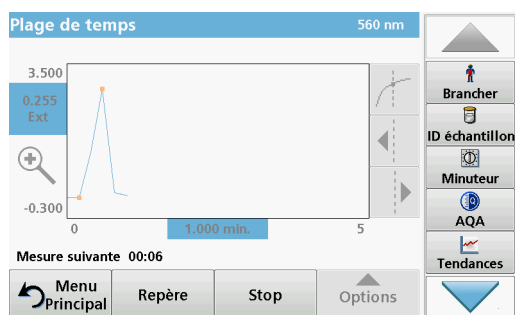 Plage de temps 560 nm
3.500
0.255
Ext
-0.300
0 1.000 min. 5
Mesure suivante 00:06
Menu
Principal
Repère
Stop
Options
Brancher
ID échantillon
Minuteur
AQA
Tendances